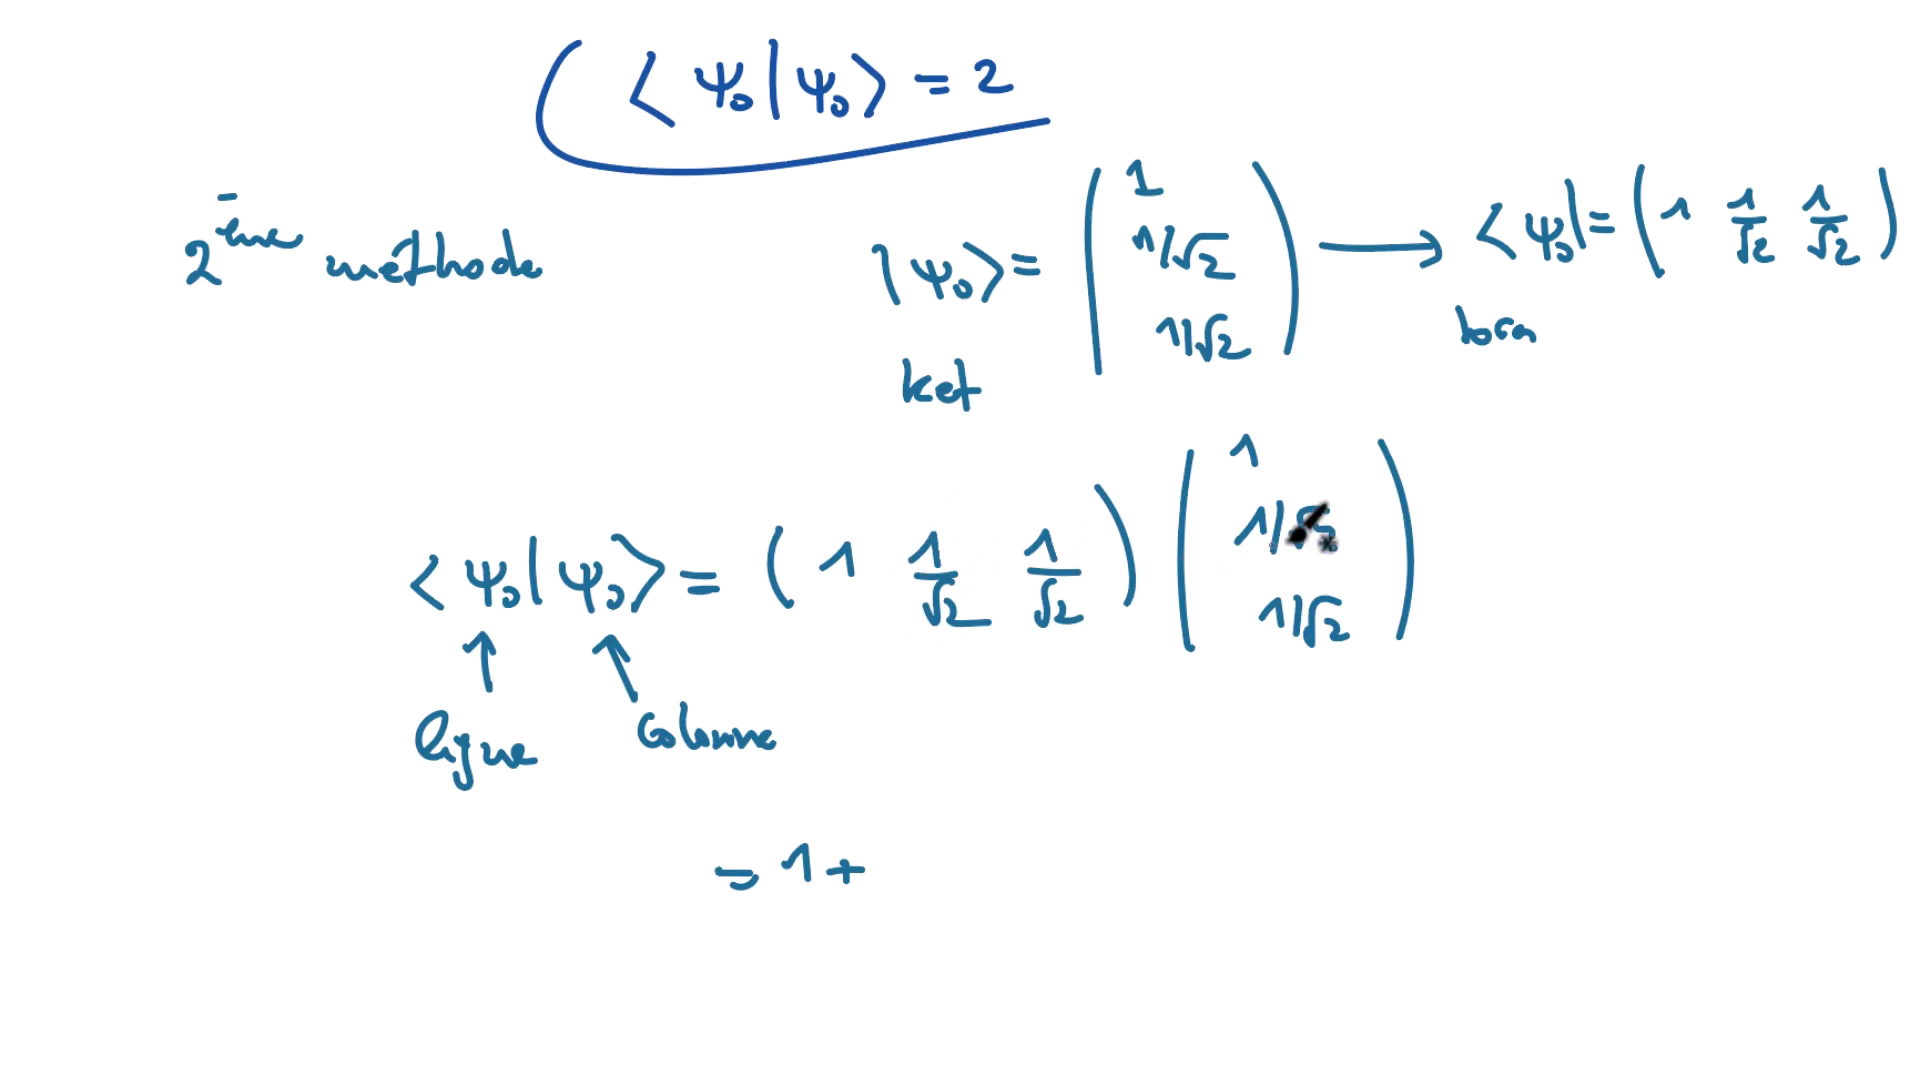 ⟨ψ₀|ψ₀⟩ = 2
2ème methode
|ψ₀⟩ = (1 1/√2 1/√2) ⟶ ⟨ψ₀| = (1 1/√2 1/√2)
ket bra
⟨ψ₀|ψ₀⟩ = (1 1/√2 1/√2) (1 1/√2 1/√2)
ligne colonne
= 1 +